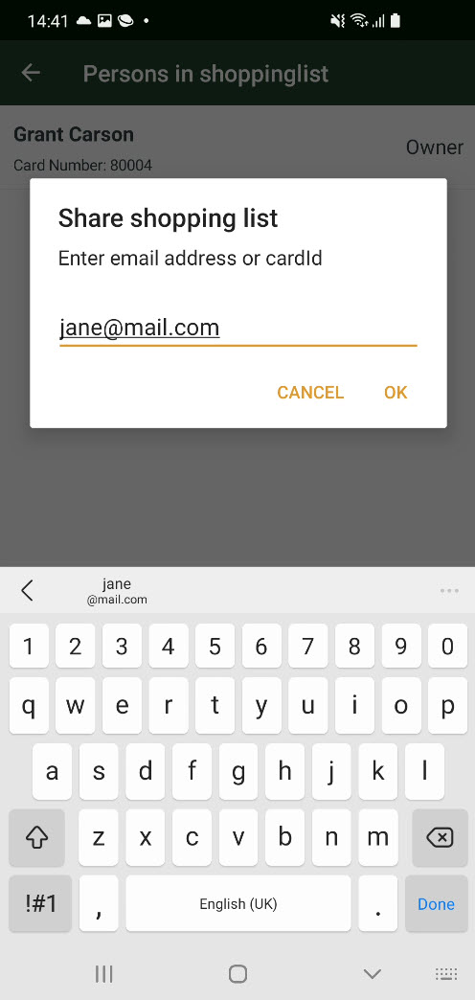 14:41
Persons in shoppinglist
Grant Carson
Owner
Card Number: 80004
Share shopping list
Enter email address or cardId
jane@mail.com
CANCEL OK
jane
@mail.com
1 2 3 4 5 6 7 8 9 0
q w e r t y u i o p
a s d f g h j k l
z x c v b n m
!#1 , English (UK) . Done